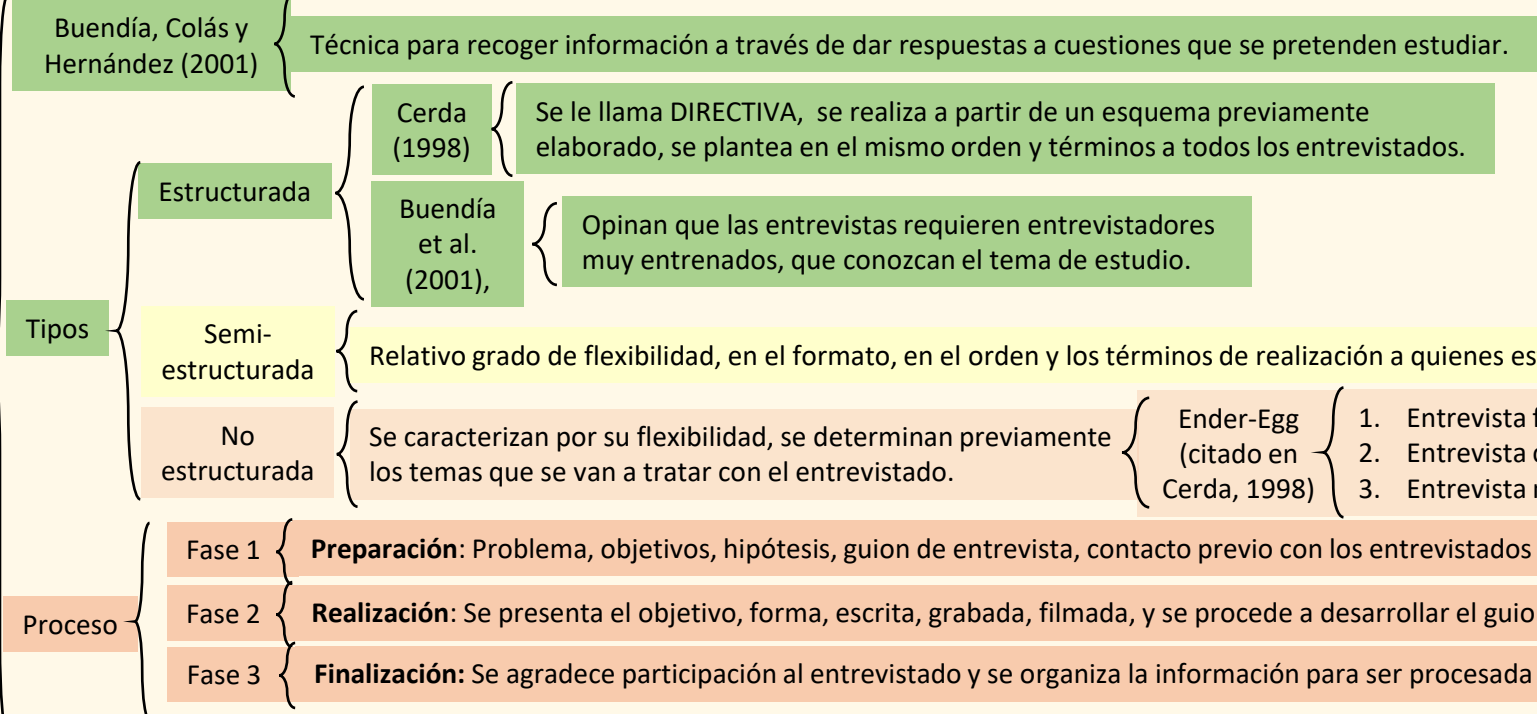 Buendía, Colás y
Hernández (2001)
Técnica para recoger información a través de dar respuestas a cuestiones que se pretenden estudiar.
Tipos
Estructurada
Cerda
(1998)
Se le llama DIRECTIVA, se realiza a partir de un esquema previamente
elaborado, se plantea en el mismo orden y términos a todos los entrevistados.
Buendía
et al.
(2001),
Opinan que las entrevistas requieren entrevistadores
muy entrenados, que conozcan el tema de estudio.
Semi-
estructurada
Relativo grado de flexibilidad, en el formato, en el orden y los términos de realización a quienes es
No
estructurada
Se caracterizan por su flexibilidad, se determinan previamente
los temas que se van a tratar con el entrevistado.
Ender-Egg
(citado en
Cerda, 1998)
1. Entrevista
2. Entrevista
3. Entrevista
Proceso
Fase 1
Preparación: Problema, objetivos, hipótesis, guion de entrevista, contacto previo con los entrevistados
Fase 2
Realización: Se presenta el objetivo, forma, escrita, grabada, filmada, y se procede a desarrollar el guio
Fase 3
Finalización: Se agradece participación al entrevistado y se organiza la información para ser procesada